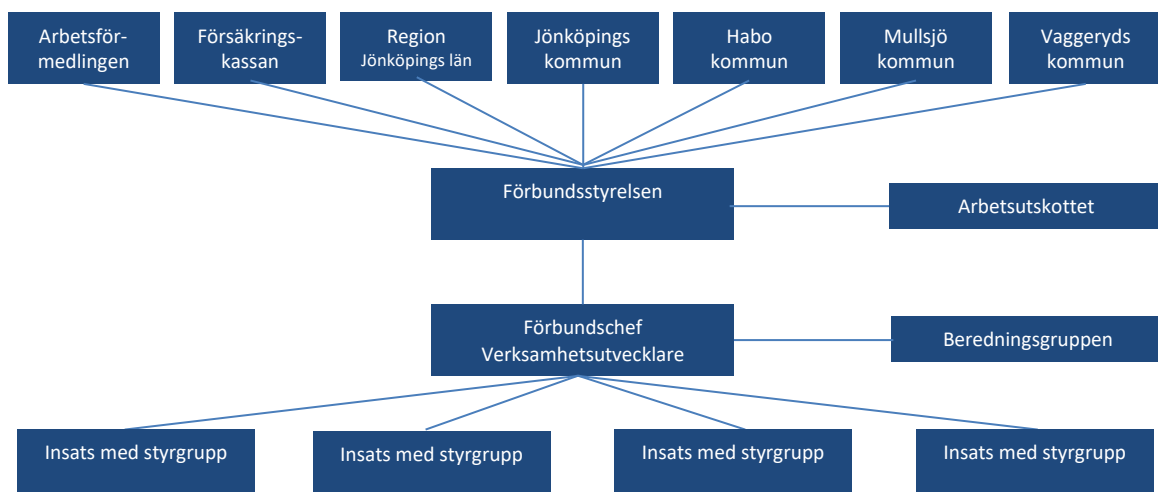 Arbetsför-
medlingen
Försäkrings-
kassan
Region
Jönköpings län
Jönköpings
kommun
Habo
kommun
Mullsjö
kommun
Vaggeryds
kommun
Förbundsstyrelsen
Arbetsutskottet
Förbundschef
Verksamhetsutvecklare
Beredningsgruppen
Insats med styrgrupp
Insats med styrgrupp
Insats med styrgrupp
Insats med styrgrupp